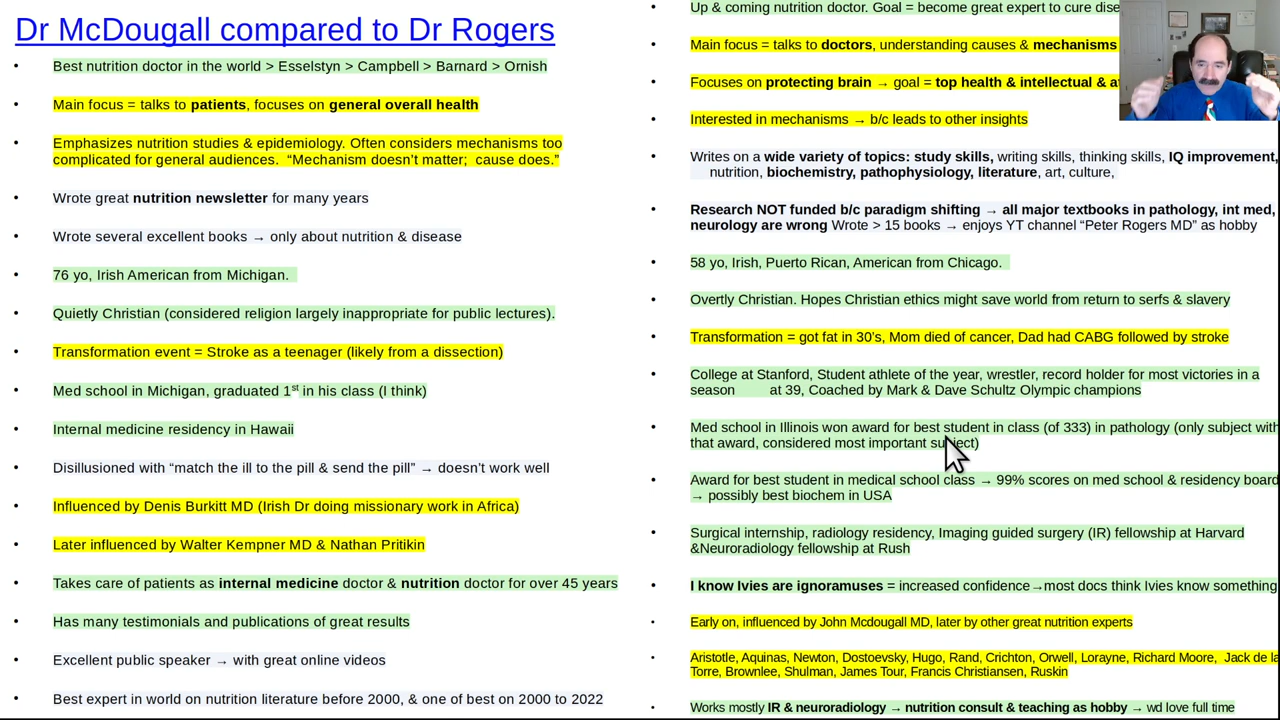 Dr McDougall compared to Dr Rogers
• Best nutrition doctor in the world > Esselstyn > Campbell > Barnard > Ornish
• Main focus = talks to patients, focuses on general overall health
• Emphasizes nutrition studies & epidemiology. Often considers mechanisms too
complicated for general audiences. “Mechanism doesn’t matter; cause does.”
• Wrote great nutrition newsletter for many years
• Wrote several excellent books → only about nutrition & disease
• 76 yo, Irish American from Michigan.
• Quietly Christian (considered religion largely inappropriate for public lectures).
• Transformation event = Stroke as a teenager (likely from a dissection)
• Med school in Michigan, graduated 1st in his class (I think)
• Internal medicine residency in Hawaii
• Disillusioned with “match the ill to the pill & send the pill” → doesn’t work well
• Influenced by Denis Burkitt MD (Irish Dr doing missionary work in Africa)
• Later influenced by Walter Kempner MD & Nathan Pritikin
• Takes care of patients as internal medicine doctor & nutrition doctor for over 45 years
• Has many testimonials and publications of great results
• Excellent public speaker → with great online videos
• Best expert in world on nutrition literature before 2000, & one of best on 2000 to 2022
• Up & coming nutrition doctor. Goal = become great expert to cure dise
• Main focus = talks to doctors, understanding causes & mechanisms
• Focuses on protecting brain → goal = top health & intellectual &
• Interested in mechanisms → b/c leads to other insights
• Writes on a wide variety of topics: study skills, writing skills, thinking skills, IQ improvement,
nutrition, biochemistry, pathophysiology, literature, art, culture,
• Research NOT funded b/c paradigm shifting → all major textbooks in pathology, int med,
neurology are wrong Wrote > 15 books → enjoys YT channel “Peter Rogers MD” as hobby
• 58 yo, Irish, Puerto Rican, American from Chicago.
• Overtly Christian. Hopes Christian ethics might save world from return to serfs & slavery
• Transformation = got fat in 30’s, Mom died of cancer, Dad had CABG followed by stroke
• College at Stanford, Student athlete of the year, wrestler, record holder for most victories in a
season at 39, Coached by Mark & Dave Schultz Olympic champions
• Med school in Illinois won award for best student in class (of 333) in pathology (only subject with
that award, considered most important subject)
• Award for best student in medical school class → 99% scores on med school & residency board
→ possibly best biochem in USA
• Surgical internship, radiology residency, Imaging guided surgery (IR) fellowship at Harvard
&Neuroradiology fellowship at Rush
• I know Ivies are ignoramuses = increased confidence→most docs think Ivies know something
• Early on, influenced by John Mcdougall MD, later by other great nutrition experts
• Aristotle, Aquinas, Newton, Dostoevsky, Hugo, Rand, Crichton, Orwell, Lorayne, Richard Moore, Jack de la
Torre, Brownlee, Shulman, James Tour, Francis Christiansen, Ruskin
• Works mostly IR & neuroradiology → nutrition consult & teaching as hobby → wd love full time